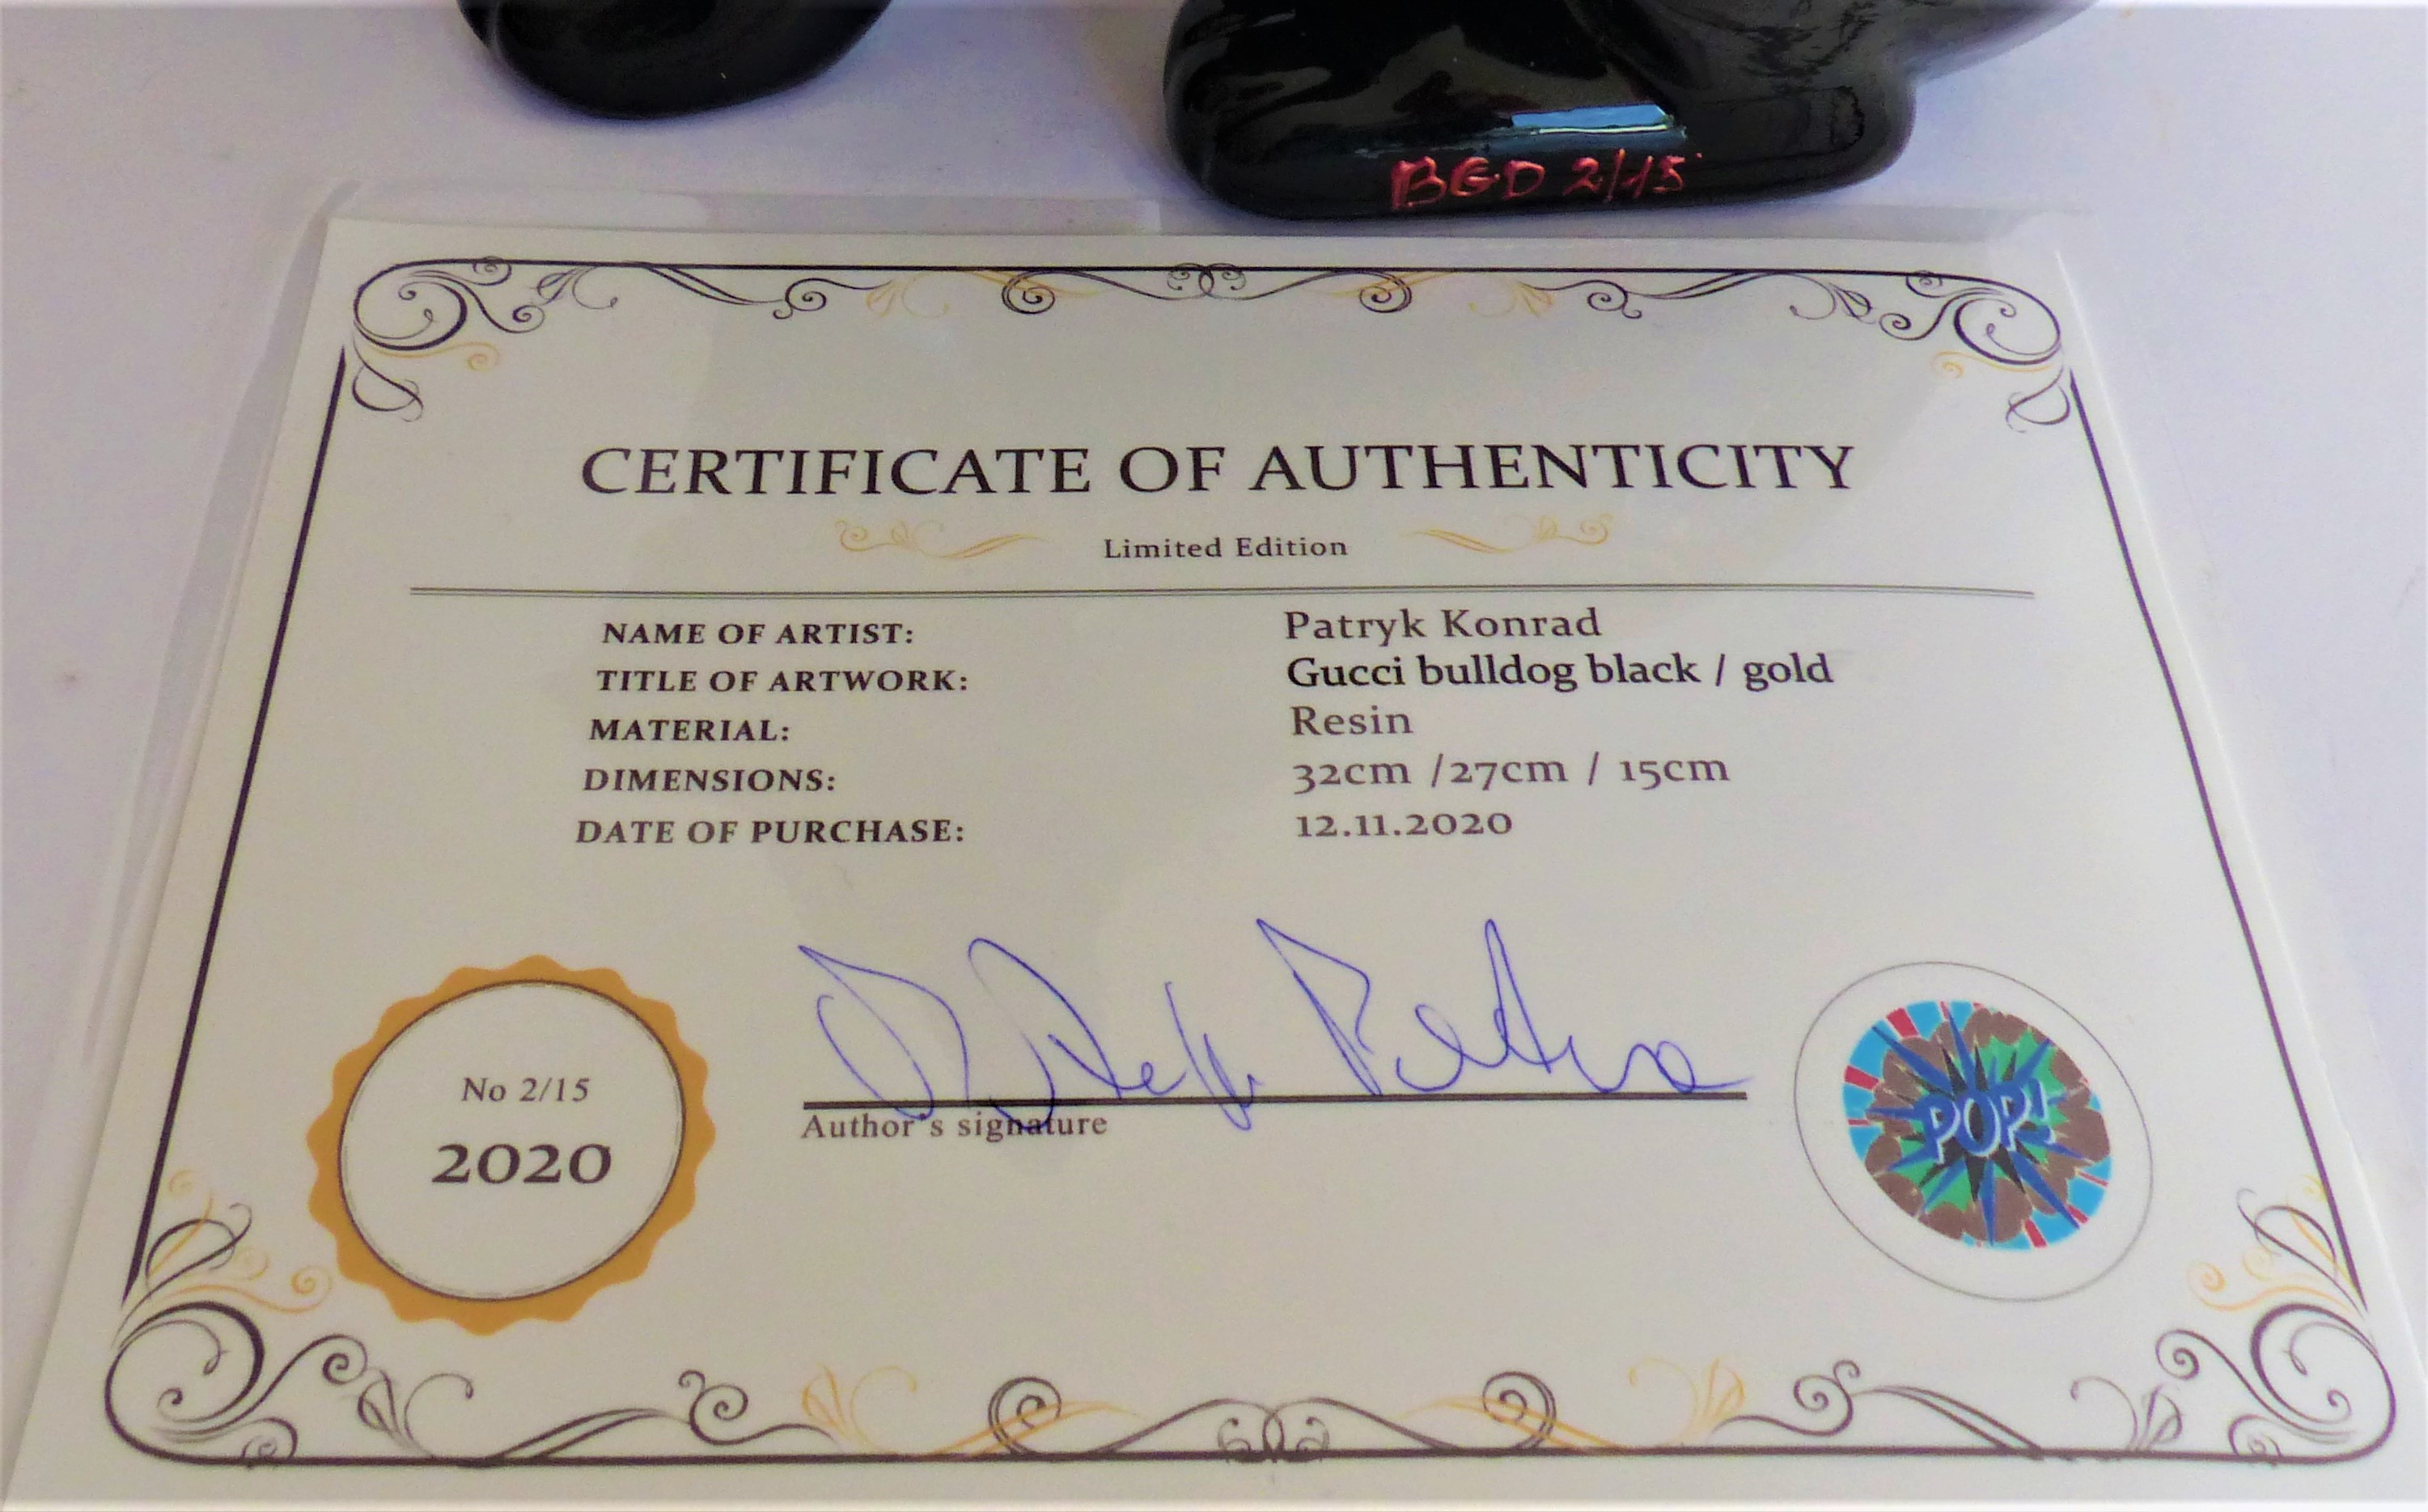 BGD 2/15
CERTIFICATE OF AUTHENTICITY
Limited Edition
NAME OF ARTIST: Patryk Konrad
TITLE OF ARTWORK: Gucci bulldog black / gold
MATERIAL: Resin
DIMENSIONS: 32cm /27cm / 15cm
DATE OF PURCHASE: 12.11.2020
No 2/15
2020
Author's signature
POP!